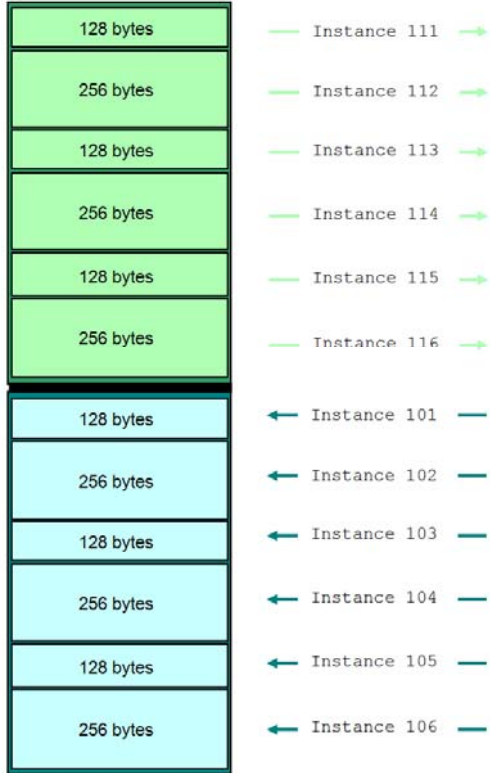 128 bytes Instance 111
256 bytes Instance 112
128 bytes Instance 113
256 bytes Instance 114
128 bytes Instance 115
256 bytes Instance 116
128 bytes Instance 101
256 bytes Instance 102
128 bytes Instance 103
256 bytes Instance 104
128 bytes Instance 105
256 bytes Instance 106